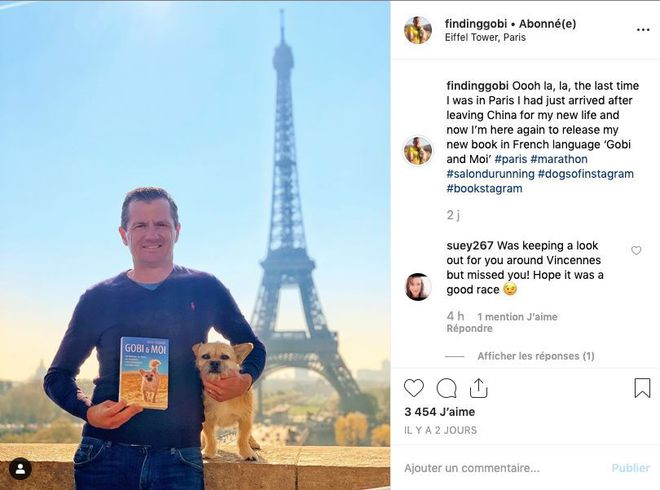 findinggobi • Abonné(e)
Eiffel Tower, Paris
findinggobi Oooh la, la, the last time
I was in Paris I had just arrived after
leaving China for my new life and
now I'm here again to release my
new book in French language 'Gobi
and Moi' #paris #marathon
#salondurunning #dogsofinstagram
#bookstagram
2 j
suey267 Was keeping a look
out for you around Vincennes
but missed you! Hope it was a
good race 😉
4 h 1 mention J'aime
Répondre
Afficher les réponses (1)
3 454 J'aime
IL Y A 2 JOURS
Ajouter un commentaire... Publier
GOBI & MOI